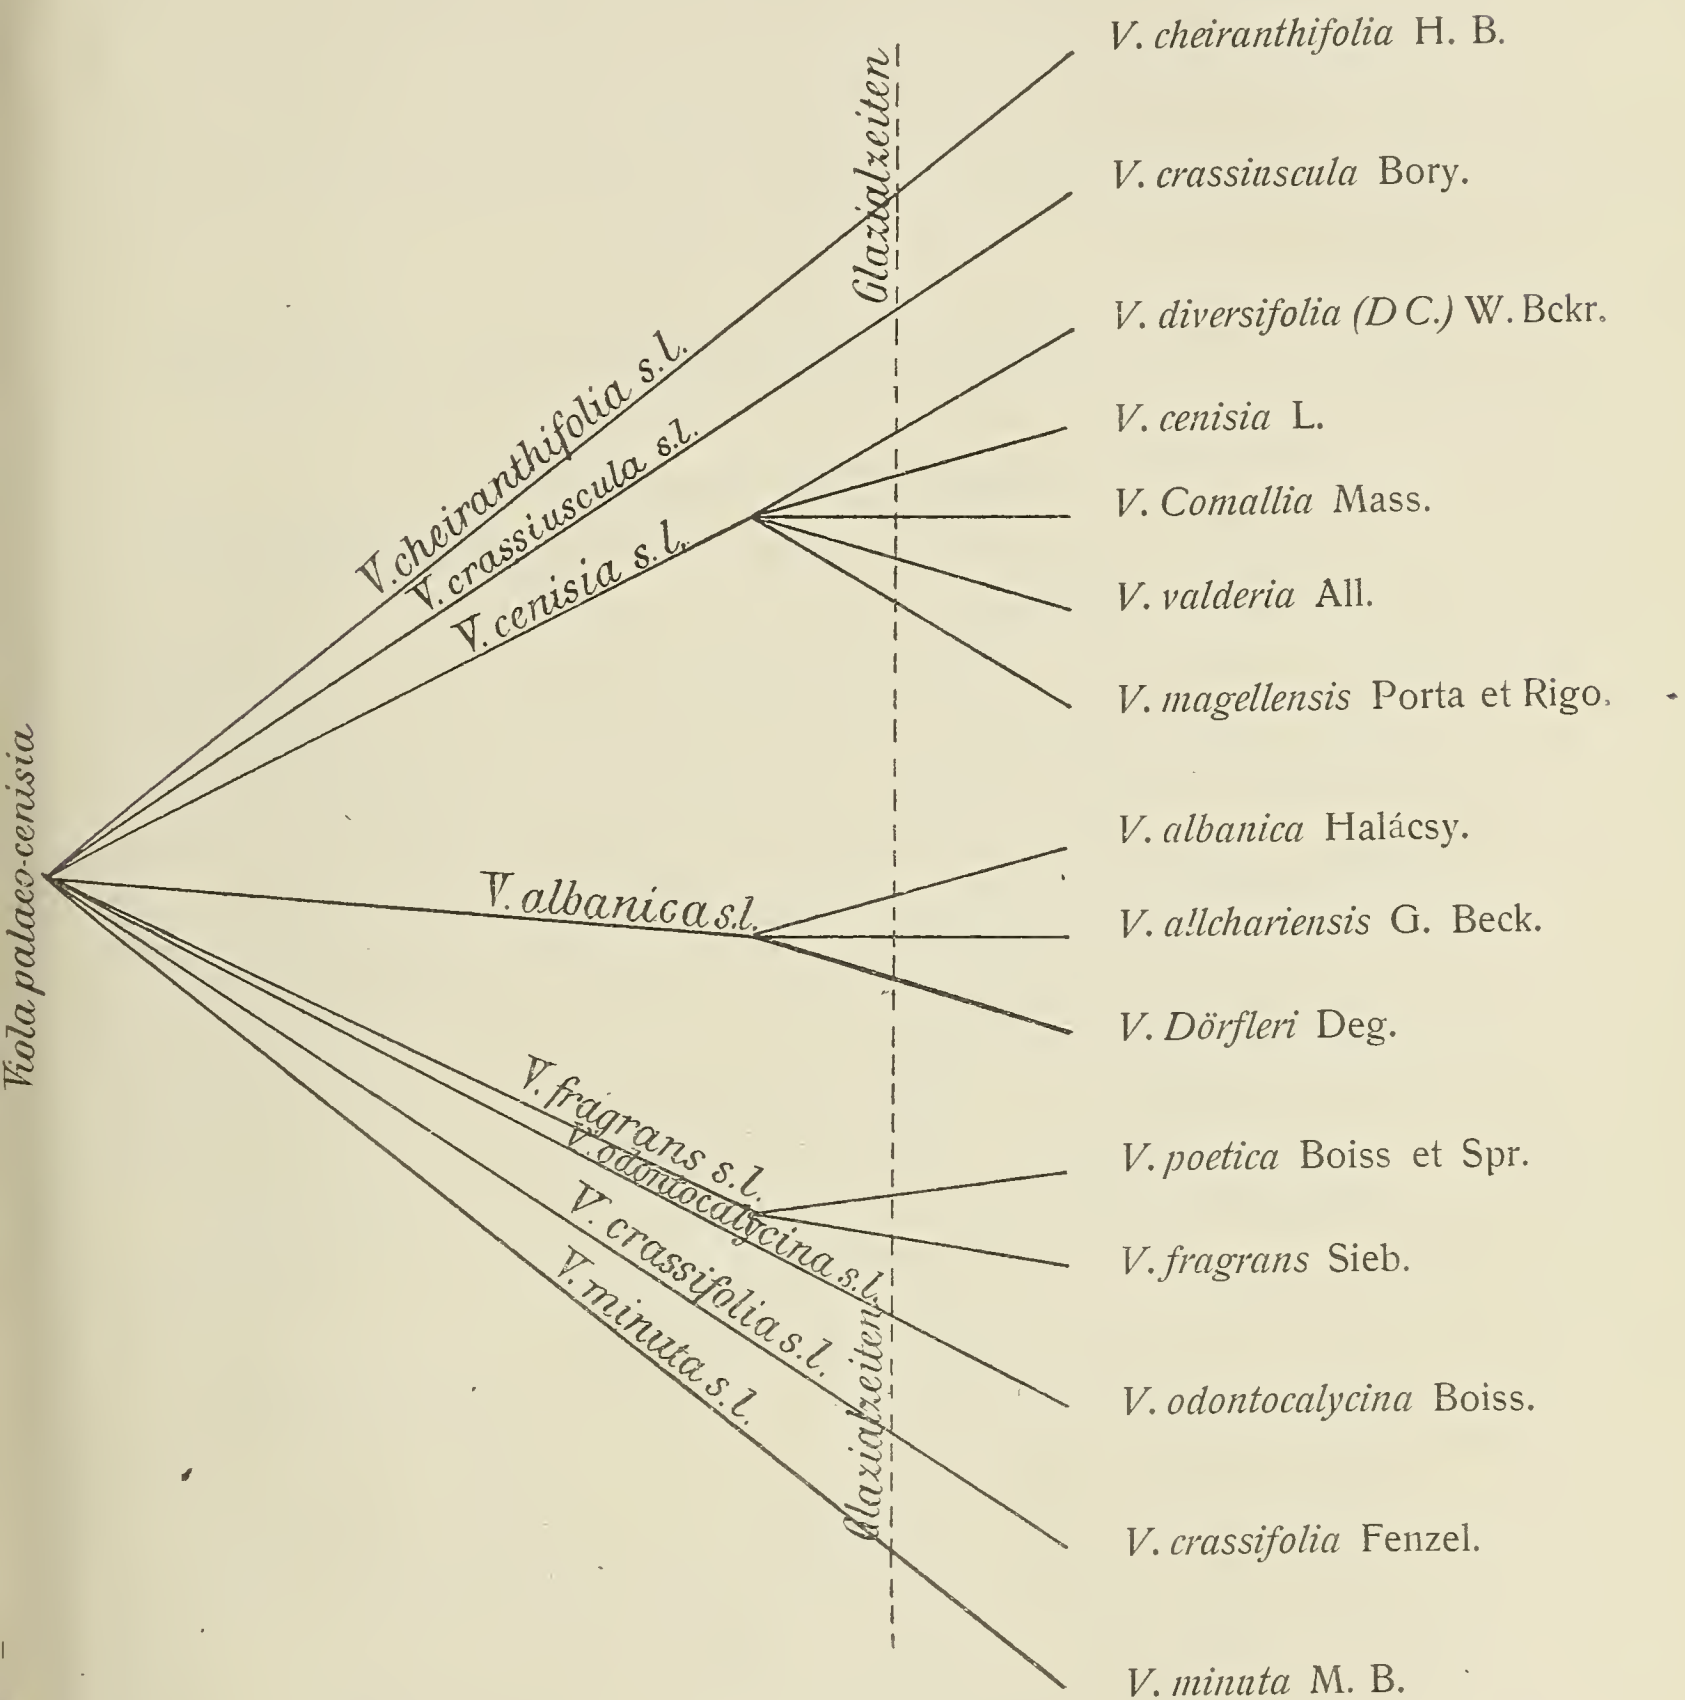 Viola palaeo-cenisia
V. cheiranthifolia s.l.
V. crassiuscula s.l.
V. cenisia s.l.
V. albanica s.l.
V. fragrans s.l.
V. odontocalycina s.l.
V. crassifolia s.l.
V. minuta s.l.
Glazialzeiten
Glazialzeiten
V. cheiranthifolia H. B.
V. crassiuscula Bory.
V. diversifolia (D C.) W. Bckr.
V. cenisia L.
V. Comallia Mass.
V. valderia All.
V. magellensis Porta et Rigo.
V. albanica Halácsy.
V. allchariensis G. Beck.
V. Dörfleri Deg.
V. poetica Boiss et Spr.
V. fragrans Sieb.
V. odontocalycina Boiss.
V. crassifolia Fenzel.
V. minuta M. B.